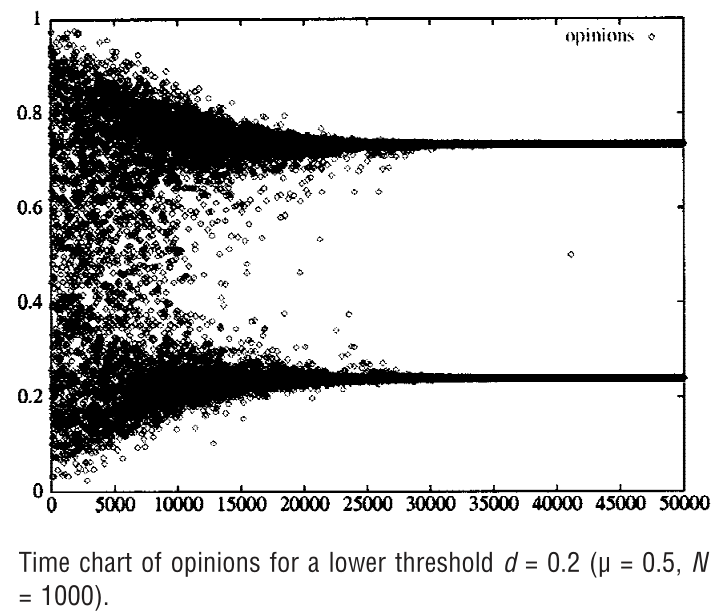 1
opinions
0.8
0.6
0.4
0.2
0
0 5000 10000 15000 20000 25000 30000 35000 40000 45000 50000
Time chart of opinions for a lower threshold d = 0.2 (μ = 0.5, N
= 1000).